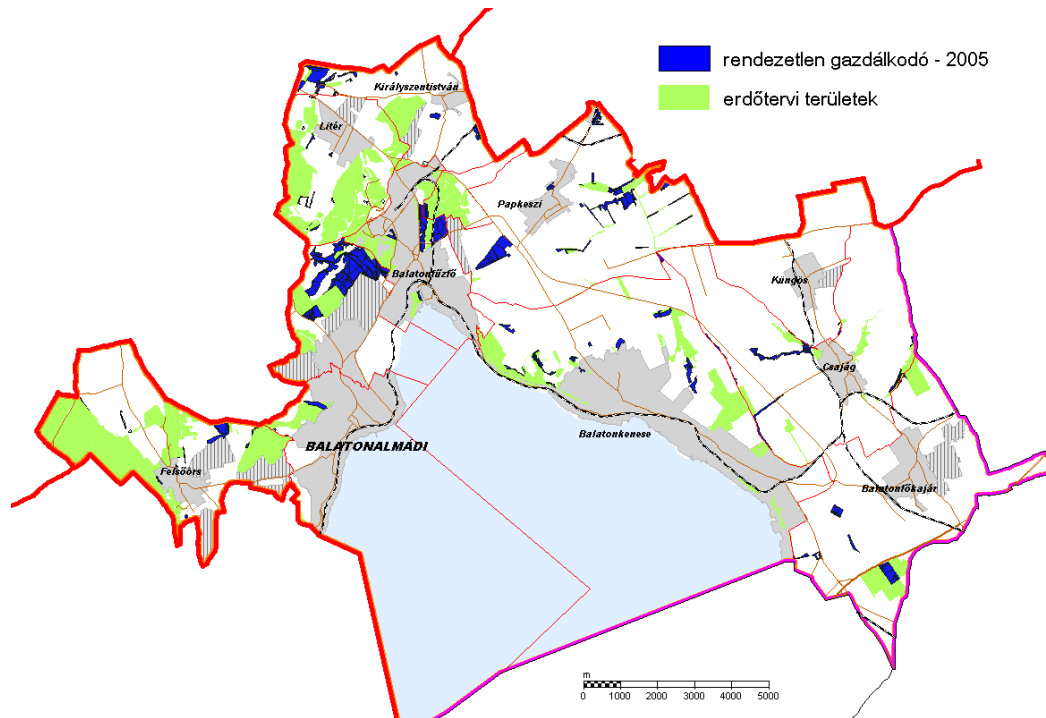 rendezetlen gazdálkodó - 2005
erdőtervi területek
Királyszentistván
Litér
Papkeszi
Balatonfűzfő
Küngös
Csajág
Balatonkenese
BALATONALMÁDI
Felsőörs
Balatonfőkajár
m
0 1000 2000 3000 4000 5000